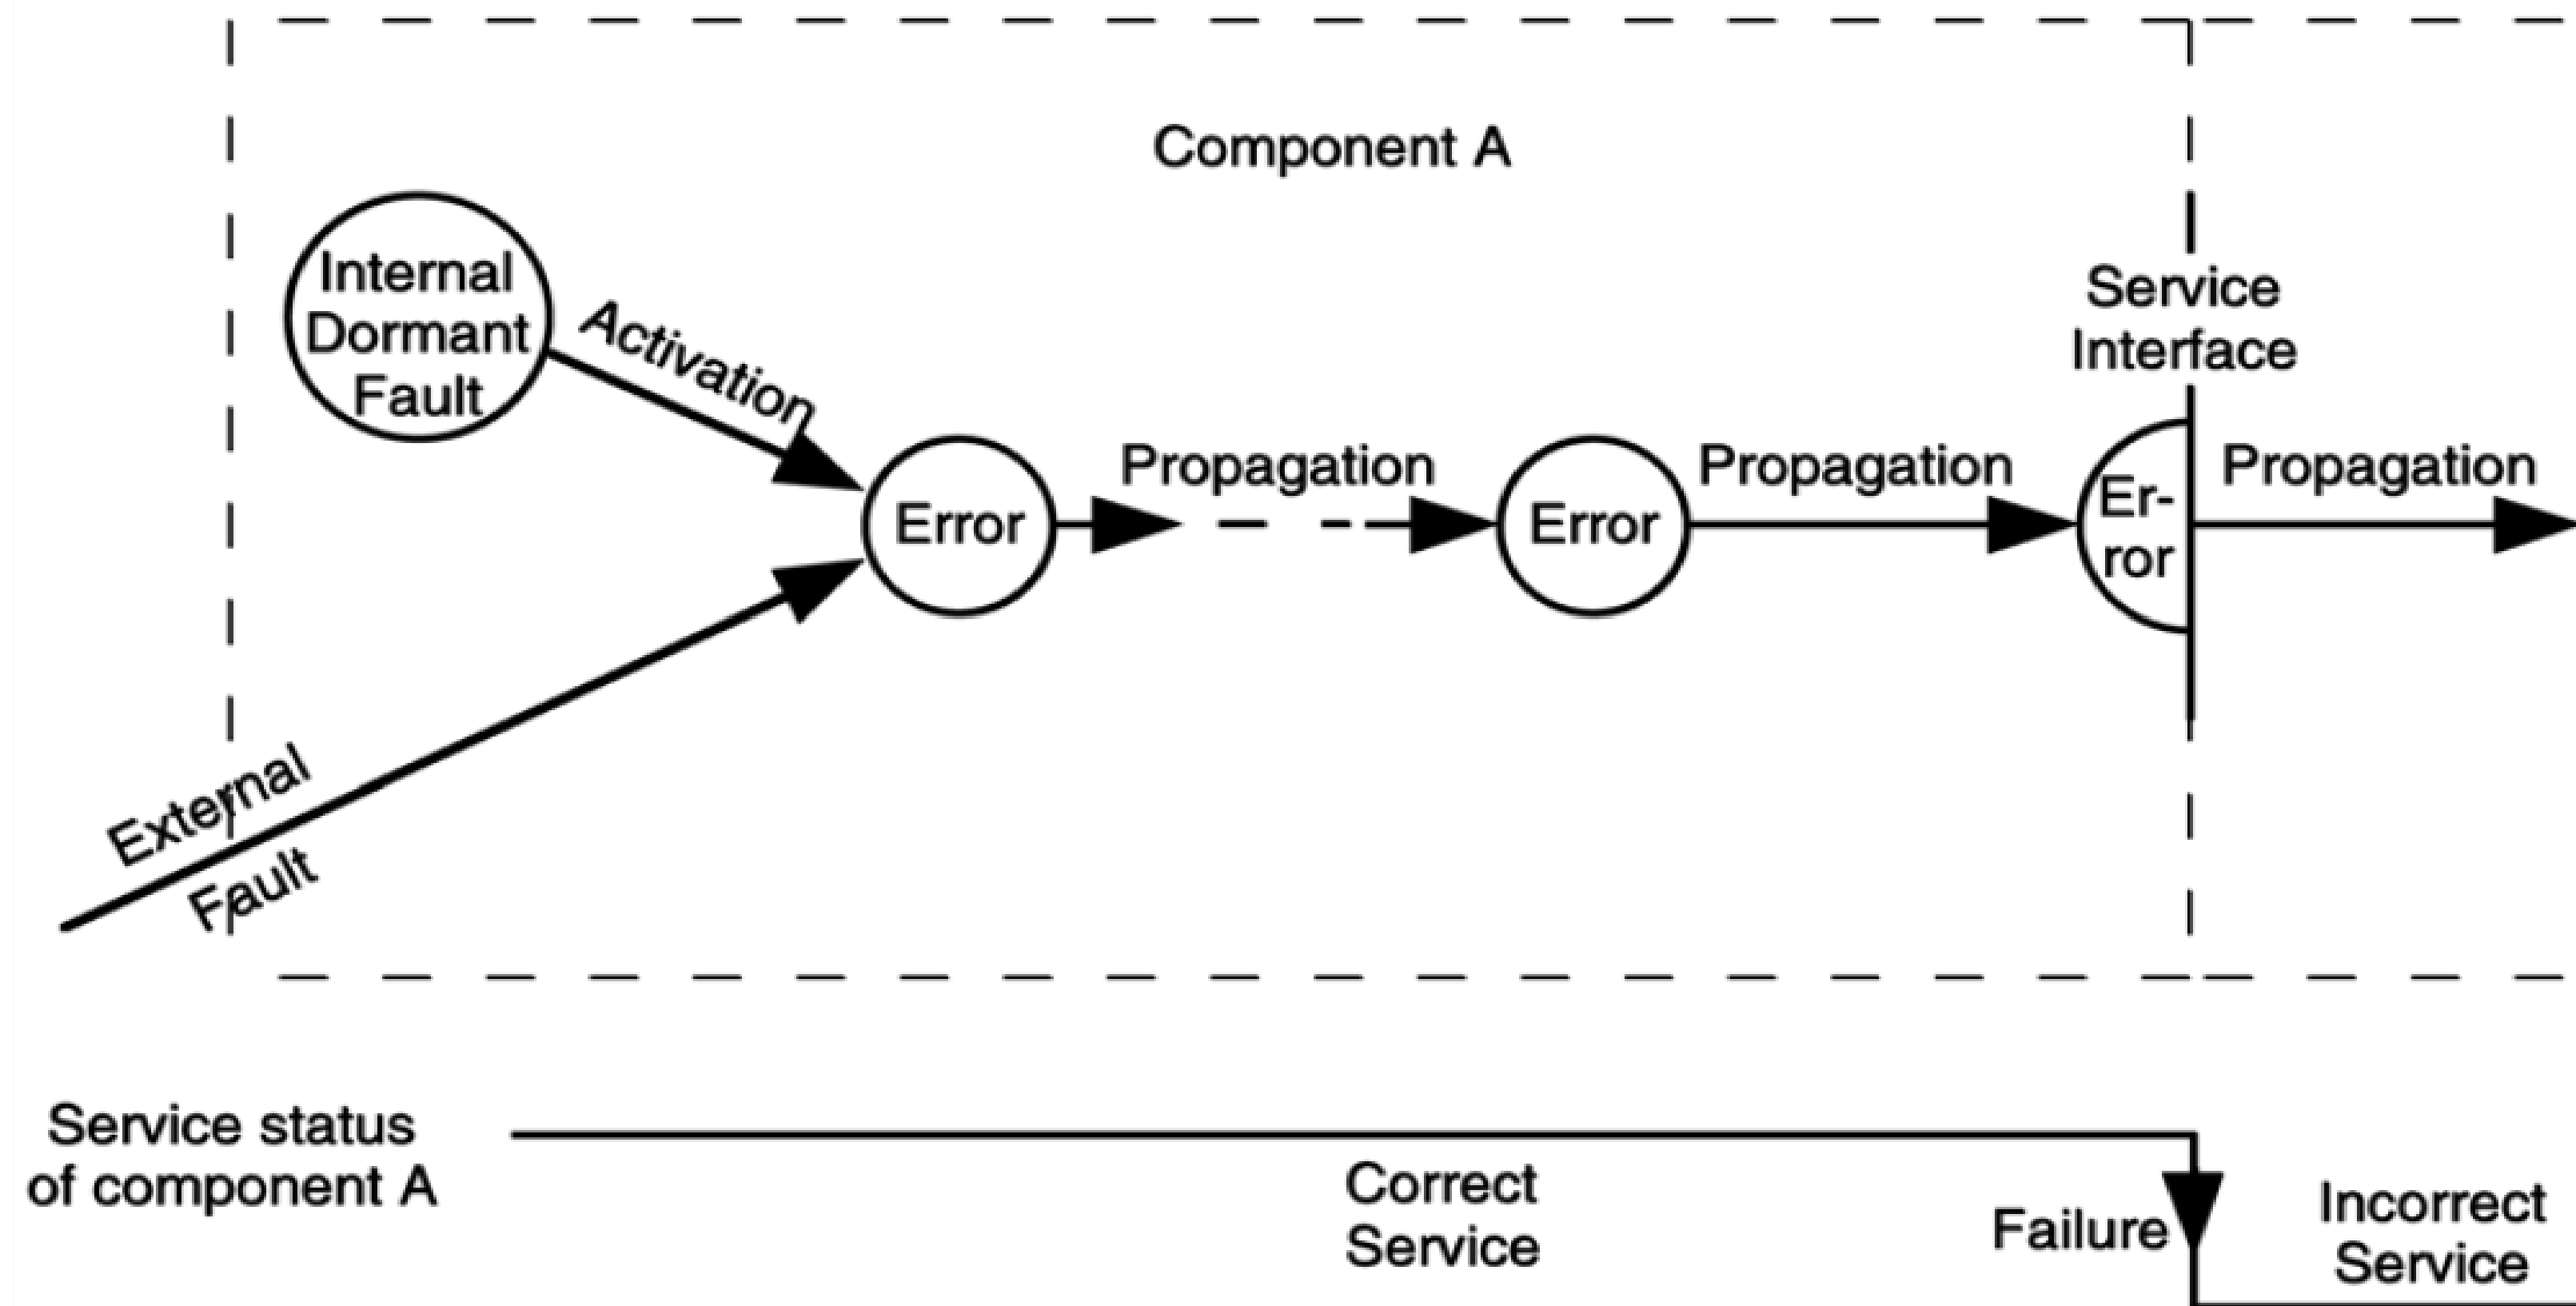 Component A
Internal
Dormant
Fault
Activation
Service
Interface
Propagation
Propagation
Propagation
Error
Error
Er-
ror
External
Fault
Service status
of component A
Correct
Service
Failure
Incorrect
Service